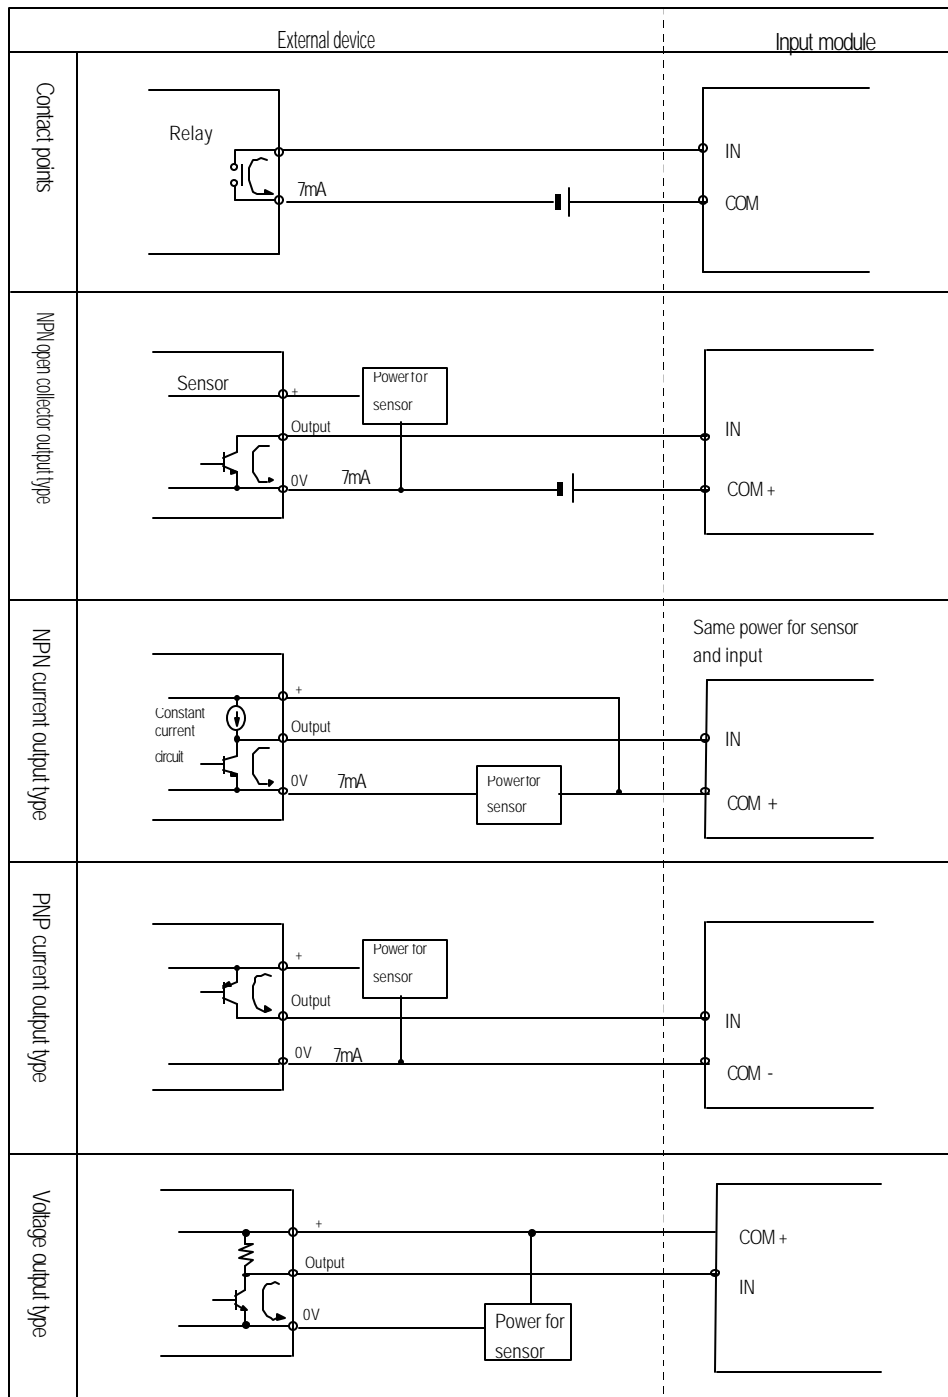 External device
Input module
Contact points
Relay
7mA
IN
COM
NPN open collector output type
Sensor
+
Power for
sensor
Output
IN
0V
7mA
COM +
NPN current output type
Same power for sensor
and input
+
Constant
current
circuit
Output
IN
0V
7mA
Power for
sensor
COM +
PNP current output type
+
Power for
sensor
Output
IN
0V
7mA
COM -
Voltage output type
+
COM +
Output
IN
0V
Power for
sensor